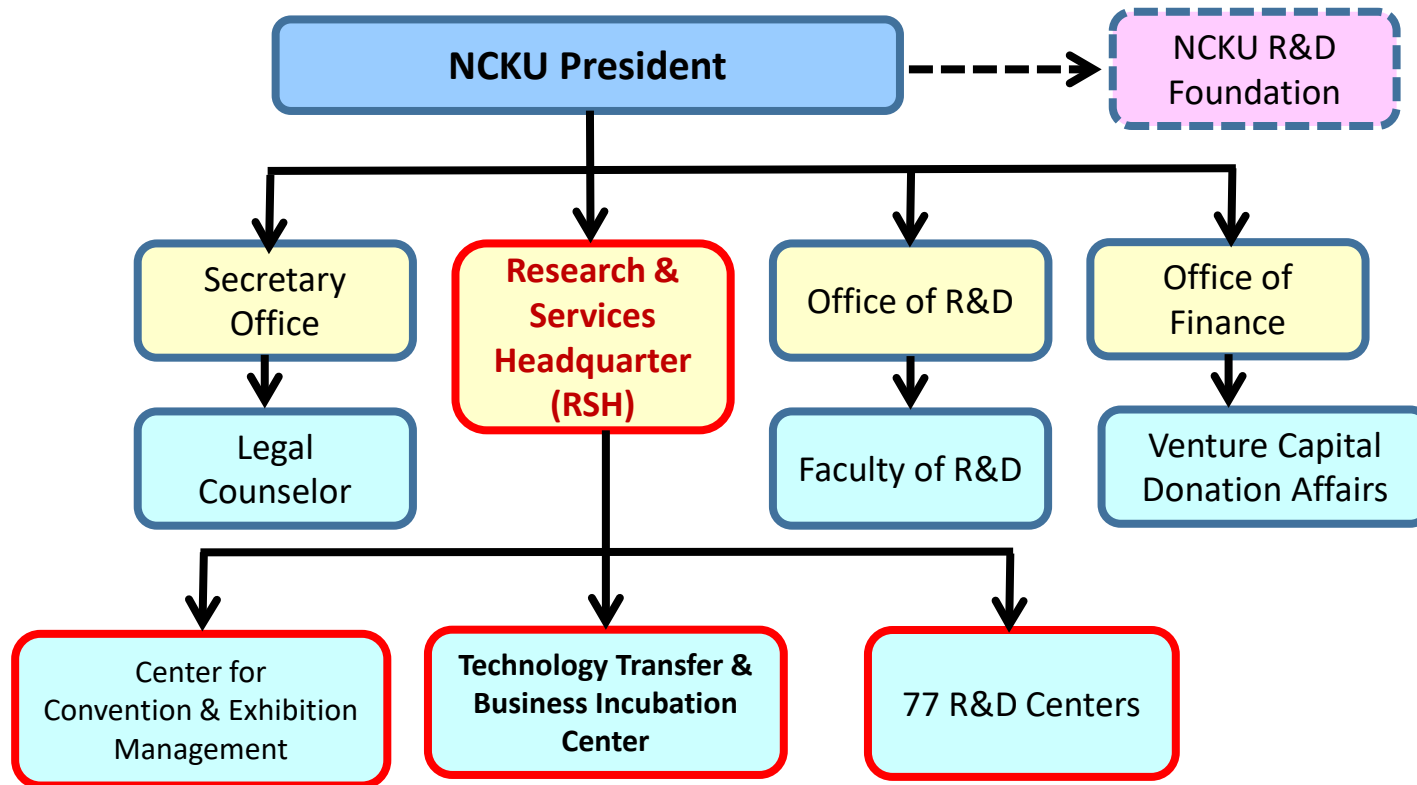 NCKU President
NCKU R&D
Foundation
Secretary
Office
Research &
Services
Headquarter
(RSH)
Office of R&D
Office of
Finance
Legal
Counselor
Faculty of R&D
Venture Capital
Donation Affairs
Center for
Convention & Exhibition
Management
Technology Transfer &
Business Incubation
Center
77 R&D Centers